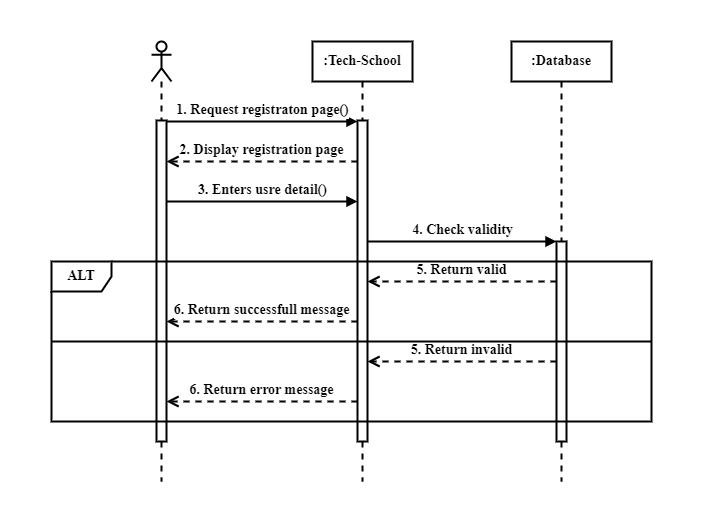 :Tech-School
:Database
1. Request registraton page()
2. Display registration page
3. Enters usre detail()
4. Check validity
ALT
5. Return valid
6. Return successfull message
5. Return invalid
6. Return error message